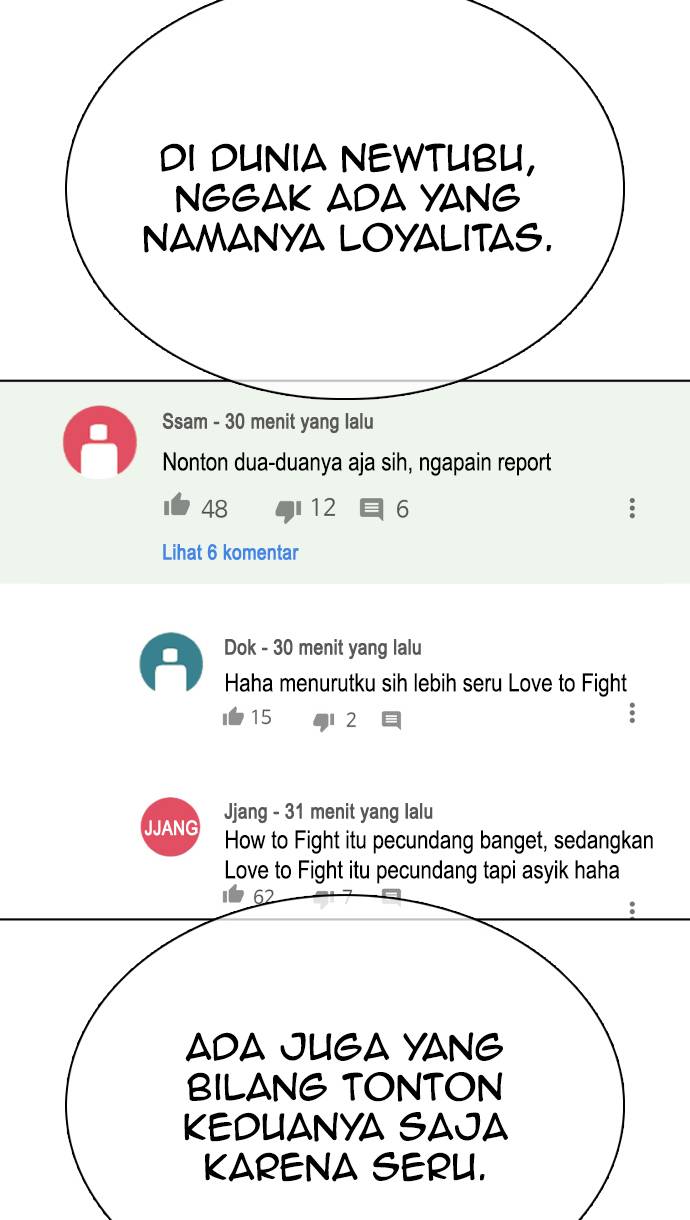 DI DUNIA NEWTUBU,
NGGAK ADA YANG
NAMANYA LOYALITAS.
Ssam - 30 menit yang lalu
Nonton dua-duanya aja sih, ngapain report
48 12 6
Lihat 6 komentar
Dok - 30 menit yang lalu
Haha menurutku sih lebih seru Love to Fight
15 2
JJANG
Jjang - 31 menit yang lalu
How to Fight itu pecundang banget, sedangkan
Love to Fight itu pecundang tapi asyik haha
62 7
ADA JUGA YANG
BILANG TONTON
KEDUANYA SAJA
KARENA SERU.